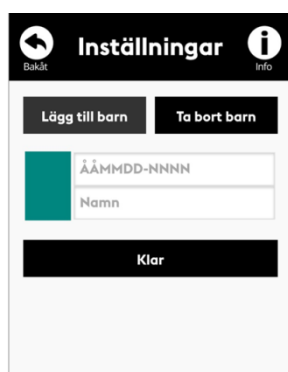 Inställningar
Bakåt
Info
Lägg till barn
Ta bort barn
ÅÅMMDD-NNNN
Namn
Klar